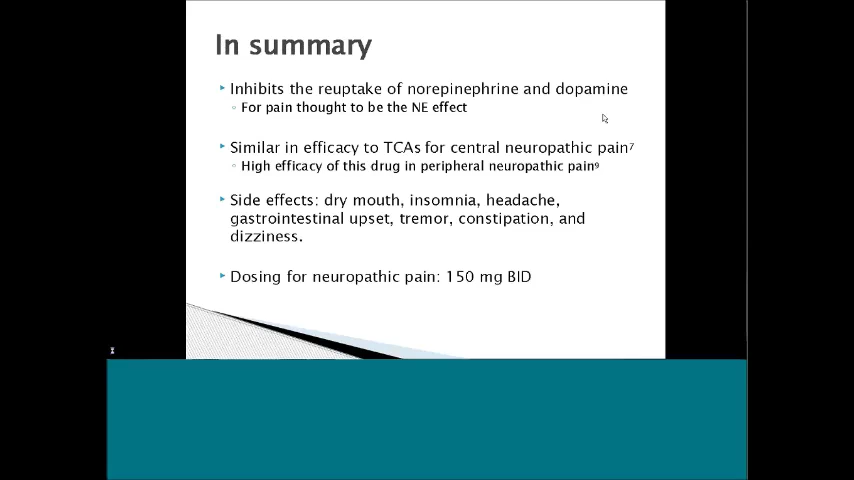 In summary
Inhibits the reuptake of norepinephrine and dopamine
For pain thought to be the NE effect
Similar in efficacy to TCAs for central neuropathic pain⁷
High efficacy of this drug in peripheral neuropathic pain⁹
Side effects: dry mouth, insomnia, headache,
gastrointestinal upset, tremor, constipation, and
dizziness.
Dosing for neuropathic pain: 150 mg BID